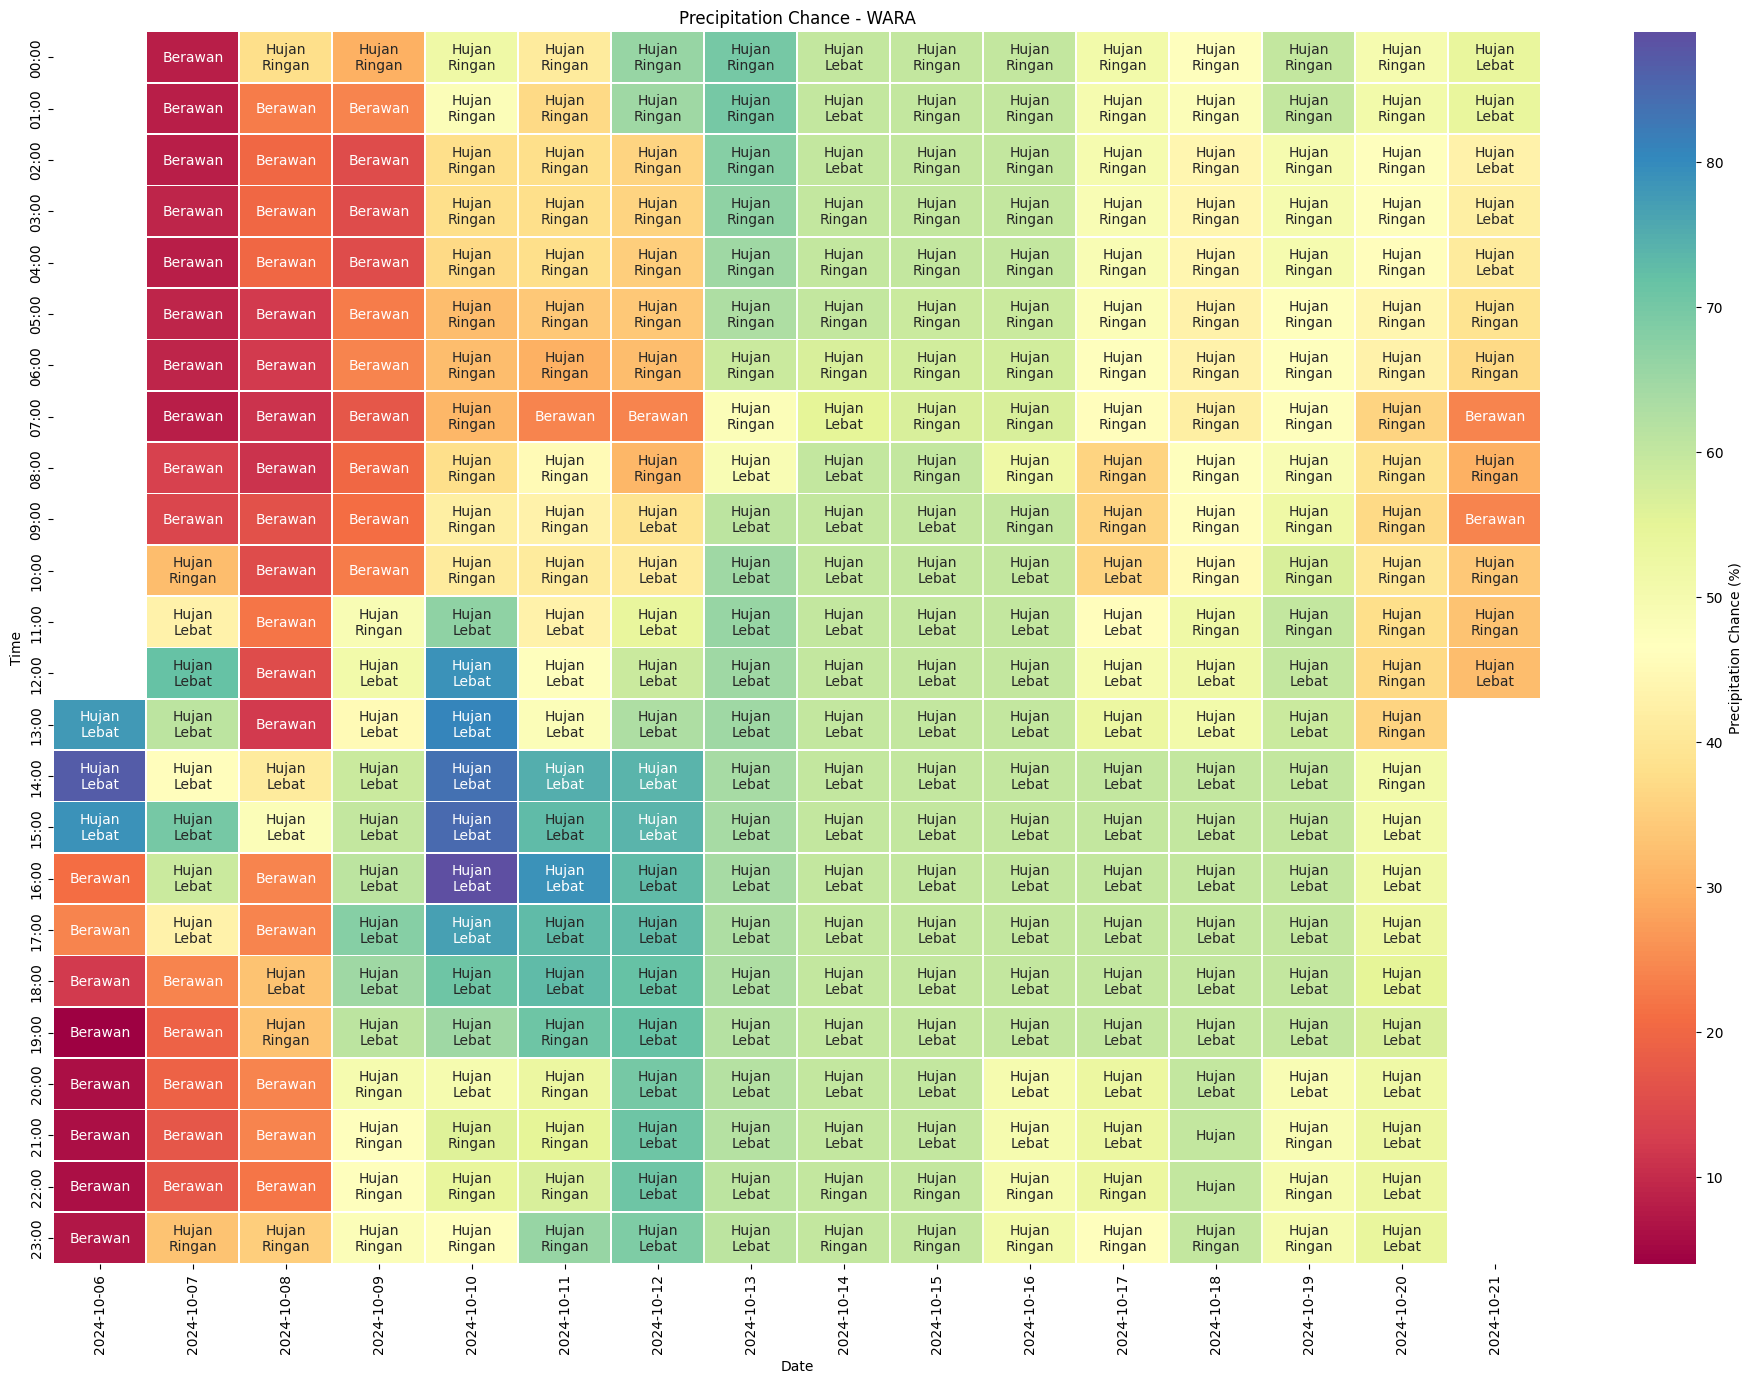 Precipitation Chance - WARA
00:00 Berawan Hujan Ringan Hujan Ringan Hujan Ringan Hujan Ringan Hujan Ringan Hujan Ringan Hujan Lebat Hujan Ringan Hujan Ringan Hujan Ringan Hujan Ringan Hujan Ringan Hujan Ringan Hujan Lebat
01:00 Berawan Berawan Berawan Hujan Ringan Hujan Ringan Hujan Ringan Hujan Ringan Hujan Lebat Hujan Ringan Hujan Ringan Hujan Ringan Hujan Ringan Hujan Ringan Hujan Ringan Hujan Lebat
02:00 Berawan Berawan Berawan Hujan Ringan Hujan Ringan Hujan Ringan Hujan Ringan Hujan Lebat Hujan Ringan Hujan Ringan Hujan Ringan Hujan Ringan Hujan Ringan Hujan Ringan Hujan Lebat
03:00 Berawan Berawan Berawan Hujan Ringan Hujan Ringan Hujan Ringan Hujan Ringan Hujan Ringan Hujan Ringan Hujan Ringan Hujan Ringan Hujan Ringan Hujan Ringan Hujan Ringan Hujan Lebat
04:00 Berawan Berawan Berawan Hujan Ringan Hujan Ringan Hujan Ringan Hujan Ringan Hujan Ringan Hujan Ringan Hujan Ringan Hujan Ringan Hujan Ringan Hujan Ringan Hujan Ringan Hujan Lebat
05:00 Berawan Berawan Berawan Hujan Ringan Hujan Ringan Hujan Ringan Hujan Ringan Hujan Ringan Hujan Ringan Hujan Ringan Hujan Ringan Hujan Ringan Hujan Ringan Hujan Ringan Hujan Ringan
06:00 Berawan Berawan Berawan Hujan Ringan Hujan Ringan Hujan Ringan Hujan Ringan Hujan Ringan Hujan Ringan Hujan Ringan Hujan Ringan Hujan Ringan Hujan Ringan Hujan Ringan Hujan Ringan
07:00 Berawan Berawan Berawan Hujan Ringan Berawan Berawan Hujan Ringan Hujan Lebat Hujan Ringan Hujan Ringan Hujan Ringan Hujan Ringan Hujan Ringan Hujan Ringan Berawan
08:00 Berawan Berawan Berawan Hujan Ringan Hujan Ringan Hujan Ringan Hujan Lebat Hujan Lebat Hujan Ringan Hujan Ringan Hujan Ringan Hujan Ringan Hujan Ringan Hujan Ringan Hujan Ringan
09:00 Berawan Berawan Berawan Hujan Ringan Hujan Ringan Hujan Lebat Hujan Lebat Hujan Lebat Hujan Lebat Hujan Ringan Hujan Ringan Hujan Ringan Hujan Ringan Hujan Ringan Berawan
10:00 Hujan Ringan Berawan Berawan Hujan Ringan Hujan Ringan Hujan Lebat Hujan Lebat Hujan Lebat Hujan Lebat Hujan Lebat Hujan Lebat Hujan Ringan Hujan Ringan Hujan Ringan Hujan Ringan
11:00 Hujan Lebat Berawan Hujan Ringan Hujan Lebat Hujan Lebat Hujan Lebat Hujan Lebat Hujan Lebat Hujan Lebat Hujan Lebat Hujan Lebat Hujan Ringan Hujan Ringan Hujan Ringan Hujan Ringan
12:00 Hujan Lebat Berawan Hujan Lebat Hujan Lebat Hujan Lebat Hujan Lebat Hujan Lebat Hujan Lebat Hujan Lebat Hujan Lebat Hujan Lebat Hujan Lebat Hujan Lebat Hujan Ringan Hujan Lebat
13:00 Hujan Lebat Hujan Lebat Berawan Hujan Lebat Hujan Lebat Hujan Lebat Hujan Lebat Hujan Lebat Hujan Lebat Hujan Lebat Hujan Lebat Hujan Lebat Hujan Lebat Hujan Lebat Hujan Ringan
14:00 Hujan Lebat Hujan Lebat Hujan Lebat Hujan Lebat Hujan Lebat Hujan Lebat Hujan Lebat Hujan Lebat Hujan Lebat Hujan Lebat Hujan Lebat Hujan Lebat Hujan Lebat Hujan Lebat Hujan Ringan
15:00 Hujan Lebat Hujan Lebat Hujan Lebat Hujan Lebat Hujan Lebat Hujan Lebat Hujan Lebat Hujan Lebat Hujan Lebat Hujan Lebat Hujan Lebat Hujan Lebat Hujan Lebat Hujan Lebat Hujan Lebat
16:00 Berawan Hujan Lebat Berawan Hujan Lebat Hujan Lebat Hujan Lebat Hujan Lebat Hujan Lebat Hujan Lebat Hujan Lebat Hujan Lebat Hujan Lebat Hujan Lebat Hujan Lebat Hujan Lebat
17:00 Berawan Hujan Lebat Berawan Hujan Lebat Hujan Lebat Hujan Lebat Hujan Lebat Hujan Lebat Hujan Lebat Hujan Lebat Hujan Lebat Hujan Lebat Hujan Lebat Hujan Lebat Hujan Lebat
18:00 Berawan Berawan Hujan Lebat Hujan Lebat Hujan Lebat Hujan Lebat Hujan Lebat Hujan Lebat Hujan Lebat Hujan Lebat Hujan Lebat Hujan Lebat Hujan Lebat Hujan Lebat Hujan Lebat
19:00 Berawan Berawan Hujan Ringan Hujan Lebat Hujan Lebat Hujan Ringan Hujan Lebat Hujan Lebat Hujan Lebat Hujan Lebat Hujan Lebat Hujan Lebat Hujan Lebat Hujan Lebat Hujan Lebat
20:00 Berawan Berawan Berawan Hujan Ringan Hujan Lebat Hujan Ringan Hujan Lebat Hujan Lebat Hujan Lebat Hujan Lebat Hujan Lebat Hujan Lebat Hujan Lebat Hujan Lebat Hujan Lebat
21:00 Berawan Berawan Berawan Hujan Ringan Hujan Ringan Hujan Ringan Hujan Lebat Hujan Lebat Hujan Lebat Hujan Lebat Hujan Lebat Hujan Lebat Hujan Hujan Ringan Hujan Lebat
22:00 Berawan Berawan Berawan Hujan Ringan Hujan Ringan Hujan Ringan Hujan Lebat Hujan Lebat Hujan Ringan Hujan Ringan Hujan Ringan Hujan Ringan Hujan Hujan Ringan Hujan Lebat
23:00 Berawan Hujan Ringan Hujan Ringan Hujan Ringan Hujan Ringan Hujan Ringan Hujan Lebat Hujan Lebat Hujan Ringan Hujan Ringan Hujan Ringan Hujan Ringan Hujan Ringan Hujan Ringan Hujan Lebat
Time
2024-10-06 2024-10-07 2024-10-08 2024-10-09 2024-10-10 2024-10-11 2024-10-12 2024-10-13 2024-10-14 2024-10-15 2024-10-16 2024-10-17 2024-10-18 2024-10-19 2024-10-20 2024-10-21
Date
80
70
60
50
40
30
20
10
Precipitation Chance (%)